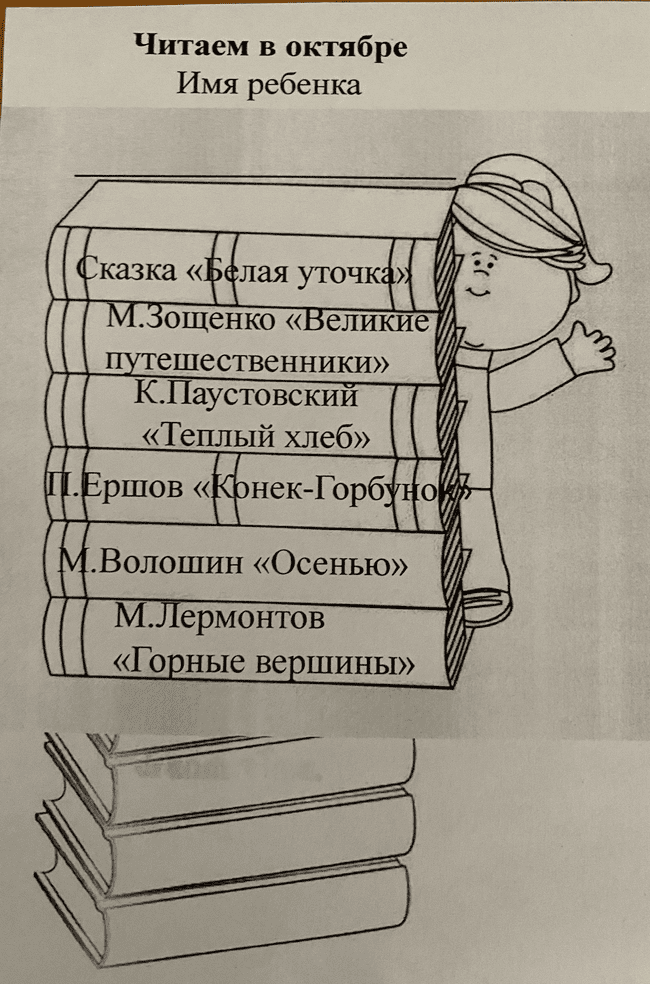 Читаем в октябре
Имя ребенка
Сказка «Белая уточка»
М.Зощенко «Великие
путешественники»
К.Паустовский
«Теплый хлеб»
П.Ершов «Конек-Горбунок»
М.Волошин «Осенью»
М.Лермонтов
«Горные вершины»